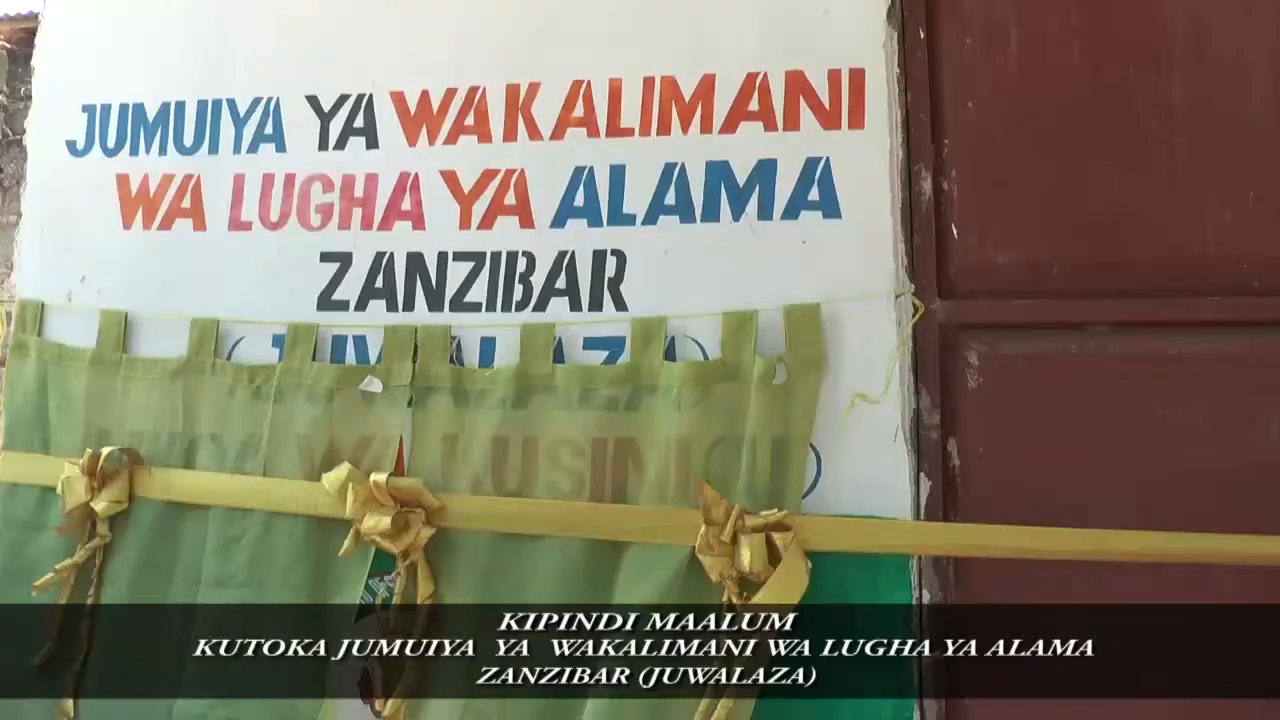 JUMUIYA YA WAKALIMANI
WA LUGHA YA ALAMA
ZANZIBAR
KUSINI
KIPINDI MAALUM
KUTOKA JUMUIYA YA WAKALIMANI WA LUGHA YA ALAMA
ZANZIBAR (JUWALAZA)